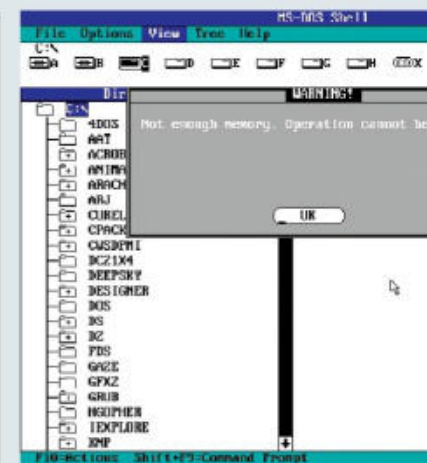 MS-DOS Shell
File Options View Tree Help
C:\
A B C D E F G H X
Dir
WARNING!
Not enough memory. Operation cannot be
OK
C:\
4DOS
AAT
ACROB
ANIMA
ARACH
ARJ
CUREL
CPACK
CWSDPMI
DCZ1X4
DEEPSKY
DESIGNER
DOS
DS
DZ
FDS
GAZE
GFXZ
GRUB
HGOPHER
IEXPLORE
XMP
F10=Actions Shift+F9=Command Prompt